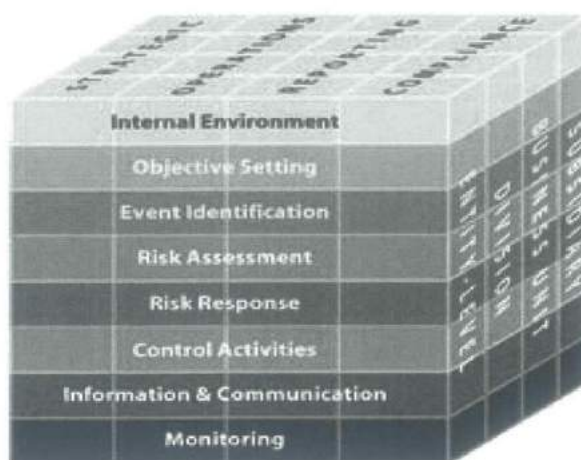 STRATEGIC
OPERATIONS
REPORTING
COMPLIANCE
Internal Environment
Objective Setting
Event Identification
Risk Assessment
Risk Response
Control Activities
Information & Communication
Monitoring
ENTITY-LEVEL
DIVISION
BUSINESS UNIT
SUBSIDIARY